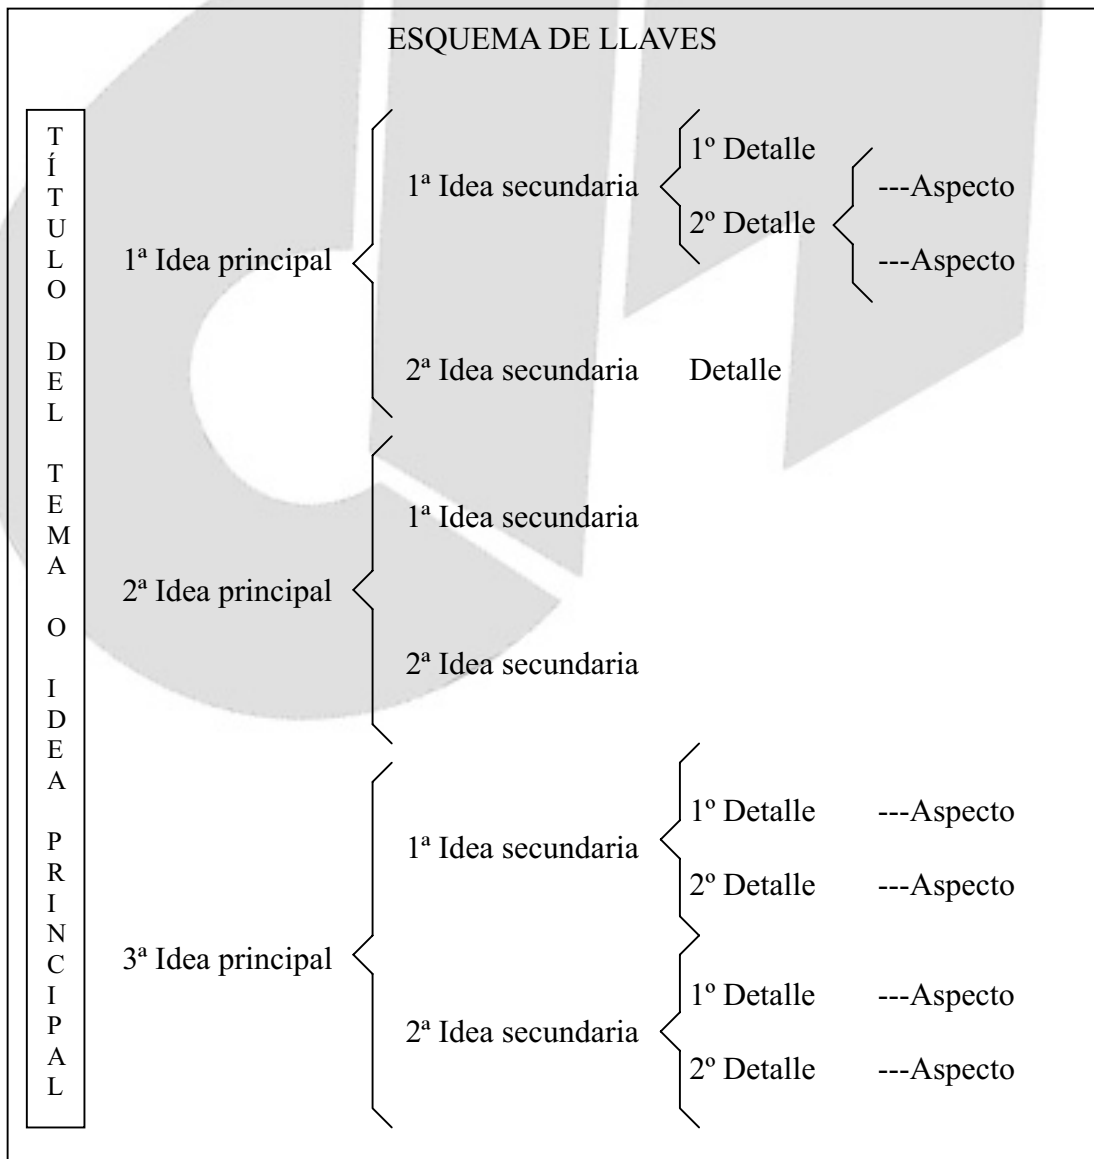 ESQUEMA DE LLAVES
TÍTULO DEL TEMA O IDEA PRINCIPAL
1ª Idea principal
1ª Idea secundaria
1º Detalle
2º Detalle
---Aspecto
---Aspecto
2ª Idea secundaria Detalle
2ª Idea principal
1ª Idea secundaria
2ª Idea secundaria
3ª Idea principal
1ª Idea secundaria
1º Detalle ---Aspecto
2º Detalle ---Aspecto
2ª Idea secundaria
1º Detalle ---Aspecto
2º Detalle ---Aspecto